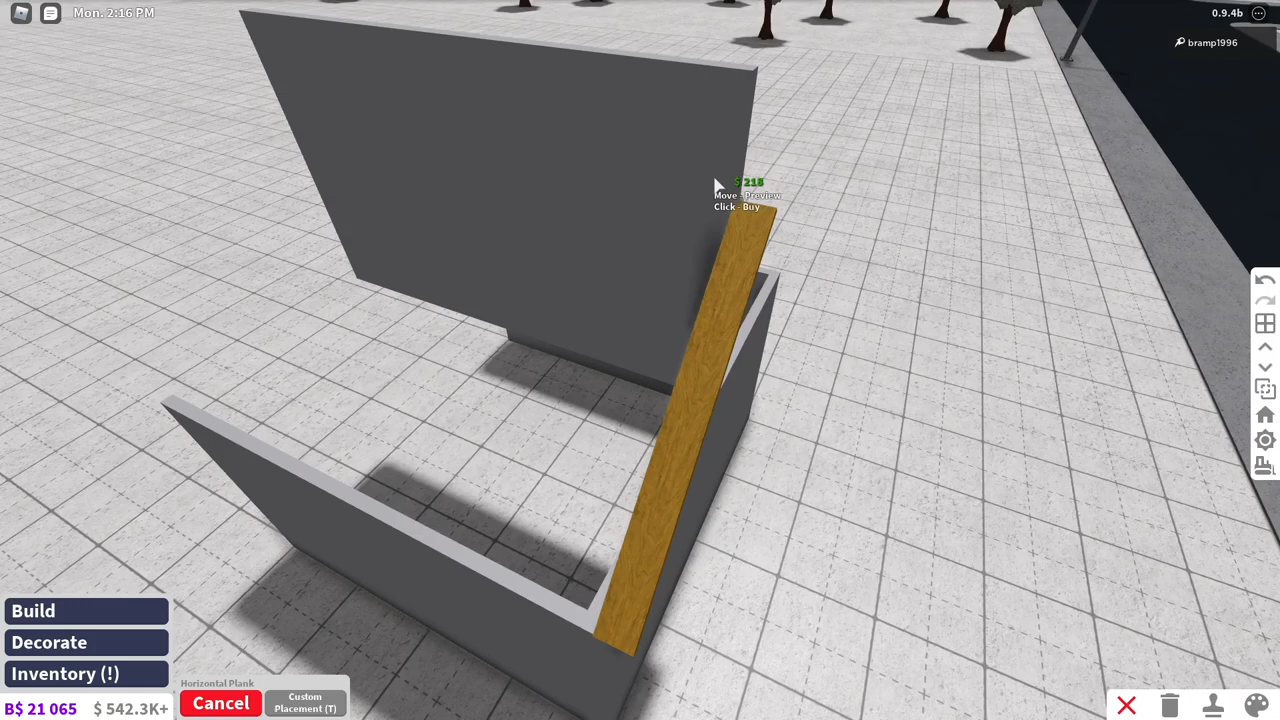 Mon. 2:16 PM
0.9.4b
bramp1996
$ 218
Move - Preview
Click - Buy
Build
Decorate
Inventory (!)
Horizontal Plank
Cancel
Custom
Placement (T)
B$ 21 065
$ 542.3K+
L